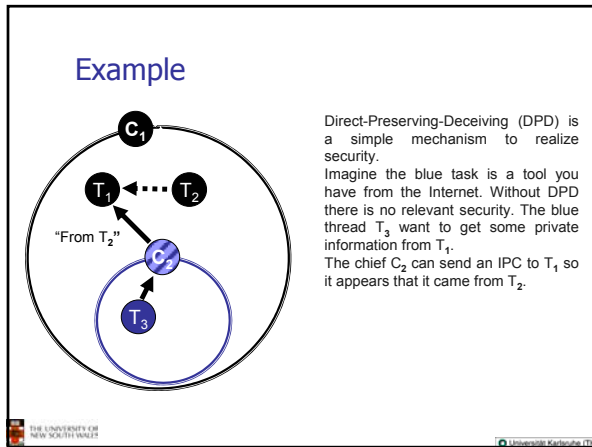 Example
C₁
T₁
T₂
"From T₂"
C₂
T₃
Direct-Preserving-Deceiving (DPD) is
a simple mechanism to realize
security.
Imagine the blue task is a tool you
have from the Internet. Without DPD
there is no relevant security. The blue
thread T₃ want to get some private
information from T₁.
The chief C₂ can send an IPC to T₁ so
it appears that it came from T₂.
THE UNIVERSITY OF
NEW SOUTH WALES
Universität Karlsruhe (TH)